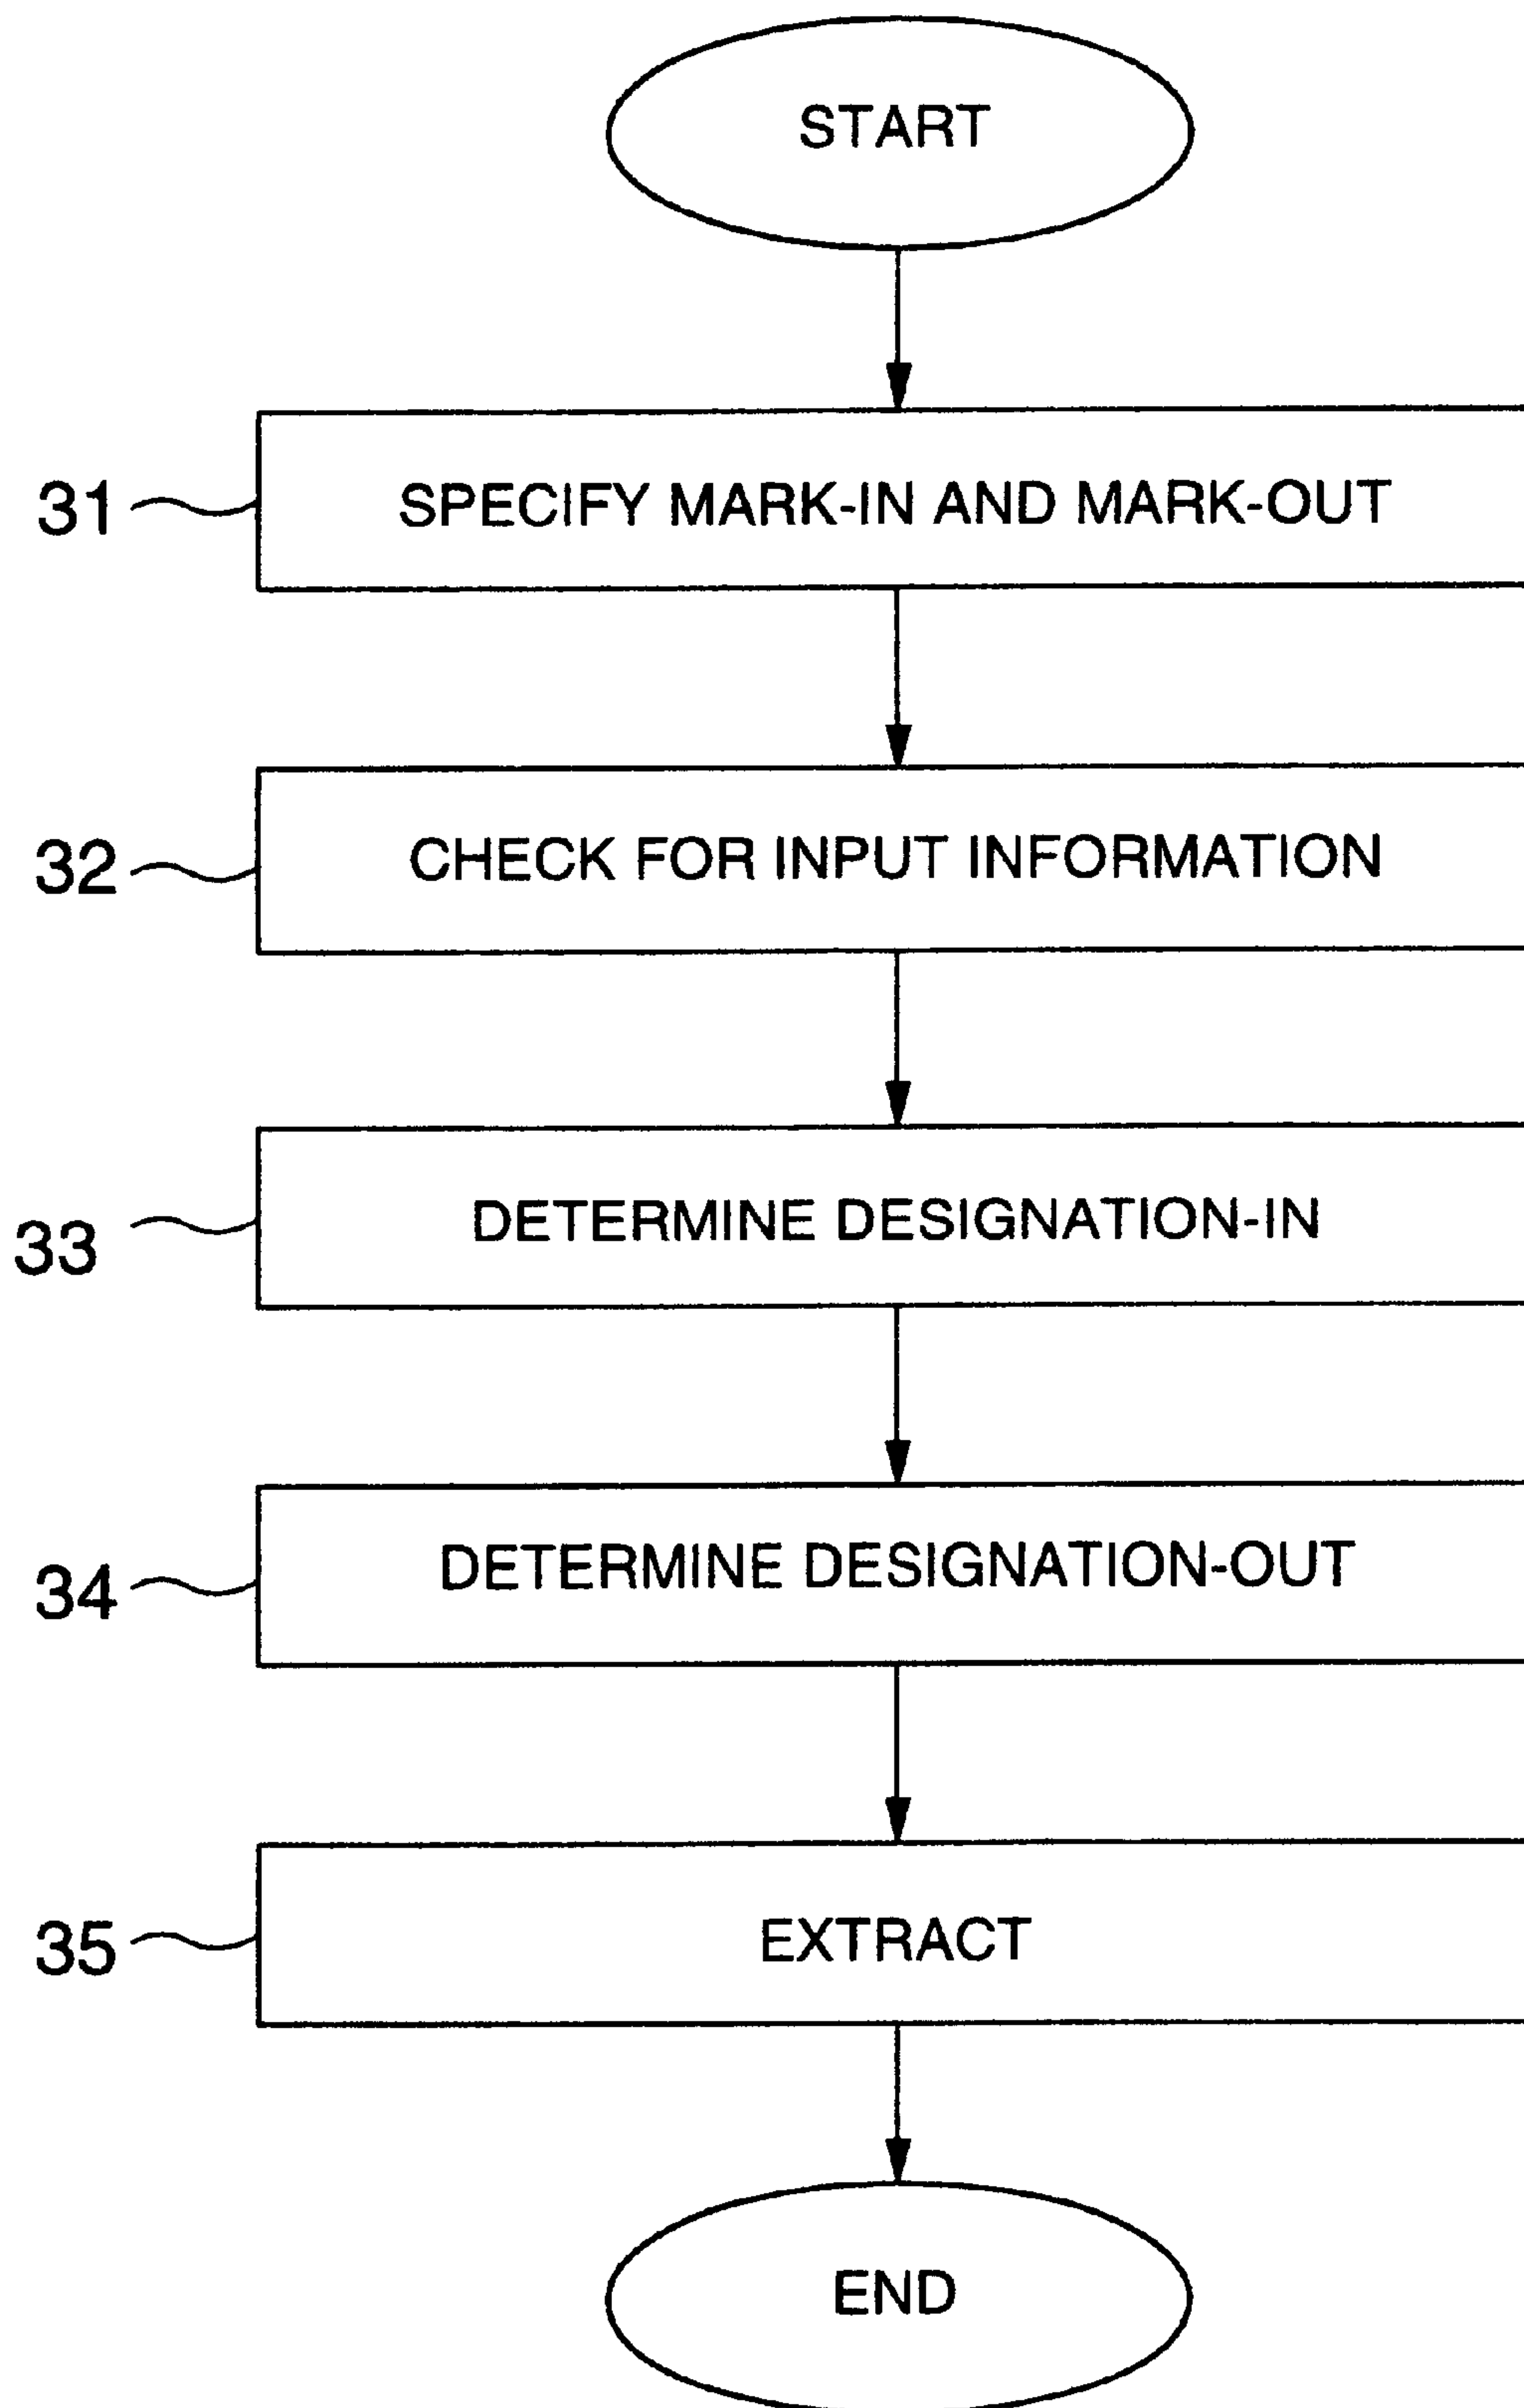 START
31 SPECIFY MARK-IN AND MARK-OUT
32 CHECK FOR INPUT INFORMATION
33 DETERMINE DESIGNATION-IN
34 DETERMINE DESIGNATION-OUT
35 EXTRACT
END